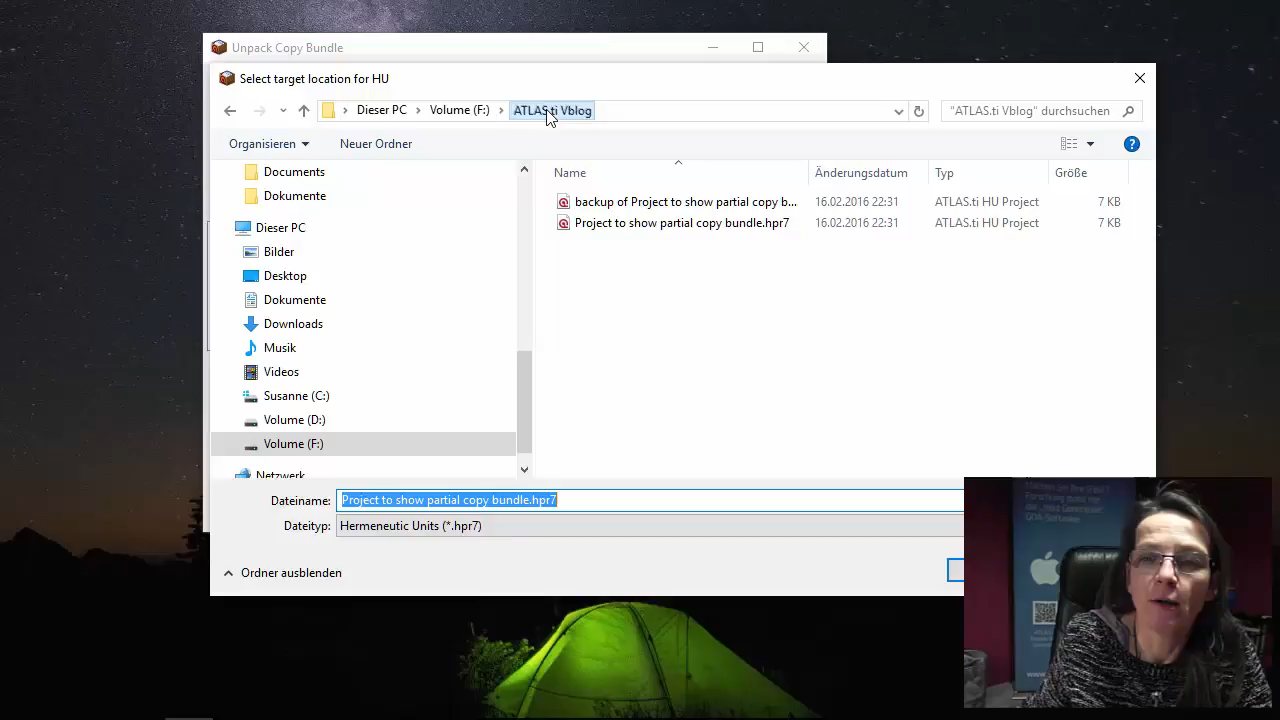 Unpack Copy Bundle
Select target location for HU
Dieser PC
Volume (F:)
ATLAS.ti Vblog
"ATLAS.ti Vblog" durchsuchen
Organisieren
Neuer Ordner
Documents
Dokumente
Dieser PC
Bilder
Desktop
Dokumente
Downloads
Musik
Videos
Susanne (C:)
Volume (D:)
Volume (F:)
Netzwerk
Name Änderungsdatum Typ Größe
backup of Project to show partial copy b... 16.02.2016 22:31 ATLAS.ti HU Project 7 KB
Project to show partial copy bundle.hpr7 16.02.2016 22:31 ATLAS.ti HU Project 7 KB
Dateiname: Project to show partial copy bundle.hpr7
Dateityp: Hermeneutic Units (*.hpr7)
Ordner ausblenden